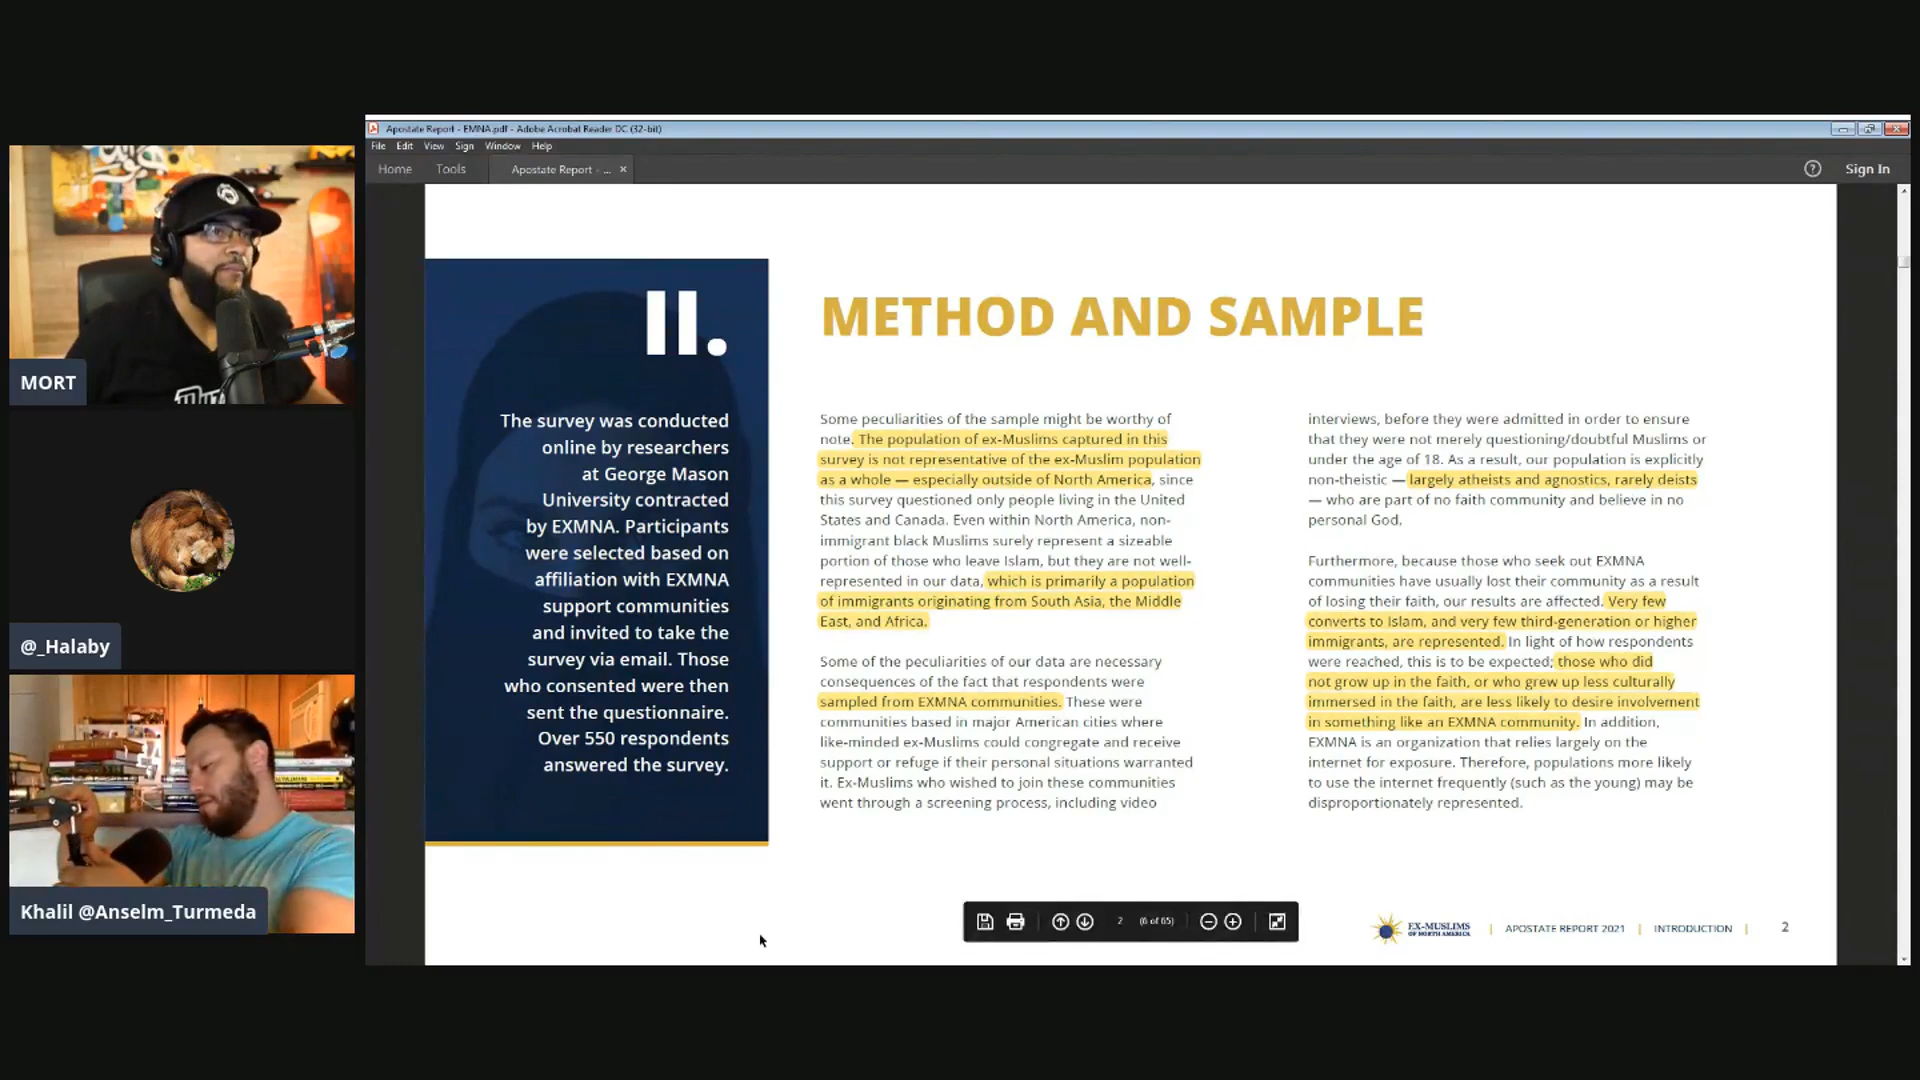 Apostate Report - EMNA.pdf - Adobe Acrobat Reader DC (32-bit)
File Edit View Sign Window Help
Home Tools Apostate Report - ... × Sign In
MORT
@_Halaby
Khalil @Anselm_Turmeda
II.
The survey was conducted
online by researchers
at George Mason
University contracted
by EXMNA. Participants
were selected based on
affiliation with EXMNA
support communities
and invited to take the
survey via email. Those
who consented were then
sent the questionnaire.
Over 550 respondents
answered the survey.
METHOD AND SAMPLE
Some peculiarities of the sample might be worthy of
note. The population of ex-Muslims captured in this
survey is not representative of the ex-Muslim population
as a whole — especially outside of North America, since
this survey questioned only people living in the United
States and Canada. Even within North America, non-
immigrant black Muslims surely represent a sizeable
portion of those who leave Islam, but they are not well-
represented in our data, which is primarily a population
of immigrants originating from South Asia, the Middle
East, and Africa.
Some of the peculiarities of our data are necessary
consequences of the fact that respondents were
sampled from EXMNA communities. These were
communities based in major American cities where
like-minded ex-Muslims could congregate and receive
support or refuge if their personal situations warranted
it. Ex-Muslims who wished to join these communities
went through a screening process, including video
interviews, before they were admitted in order to ensure
that they were not merely questioning/doubtful Muslims or
under the age of 18. As a result, our population is explicitly
non-theistic — largely atheists and agnostics, rarely deists
— who are part of no faith community and believe in no
personal God.
Furthermore, because those who seek out EXMNA
communities have usually lost their community as a result
of losing their faith, our results are affected. Very few
converts to Islam, and very few third-generation or higher
immigrants, are represented. In light of how respondents
were reached, this is to be expected; those who did
not grow up in the faith, or who grew up less culturally
immersed in the faith, are less likely to desire involvement
in something like an EXMNA community. In addition,
EXMNA is an organization that relies largely on the
internet for exposure. Therefore, populations more likely
to use the internet frequently (such as the young) may be
disproportionately represented.
2 (6 of 65)
EX-MUSLIMS
OF NORTH AMERICA
| APOSTATE REPORT 2021 | INTRODUCTION | 2